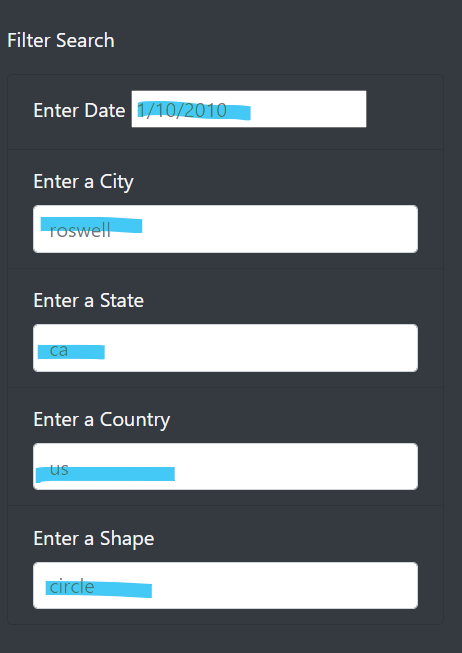 Filter Search
Enter Date 1/10/2010
Enter a City
roswell
Enter a State
ca
Enter a Country
us
Enter a Shape
circle